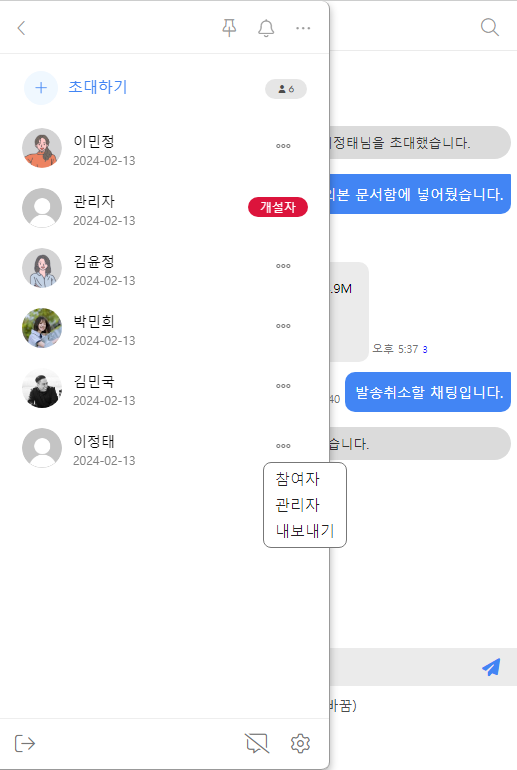 초대하기
6
이민정
2024-02-13
관리자
2024-02-13
개설자
김윤정
2024-02-13
박민희
2024-02-13
김민국
2024-02-13
이정태
2024-02-13
참여자
관리자
내보내기
이정태님을 초대했습니다.
본 문서함에 넣어뒀습니다.
.9M
오후 5:37 3
40
발송취소할 채팅입니다.
습니다.
바꿈)